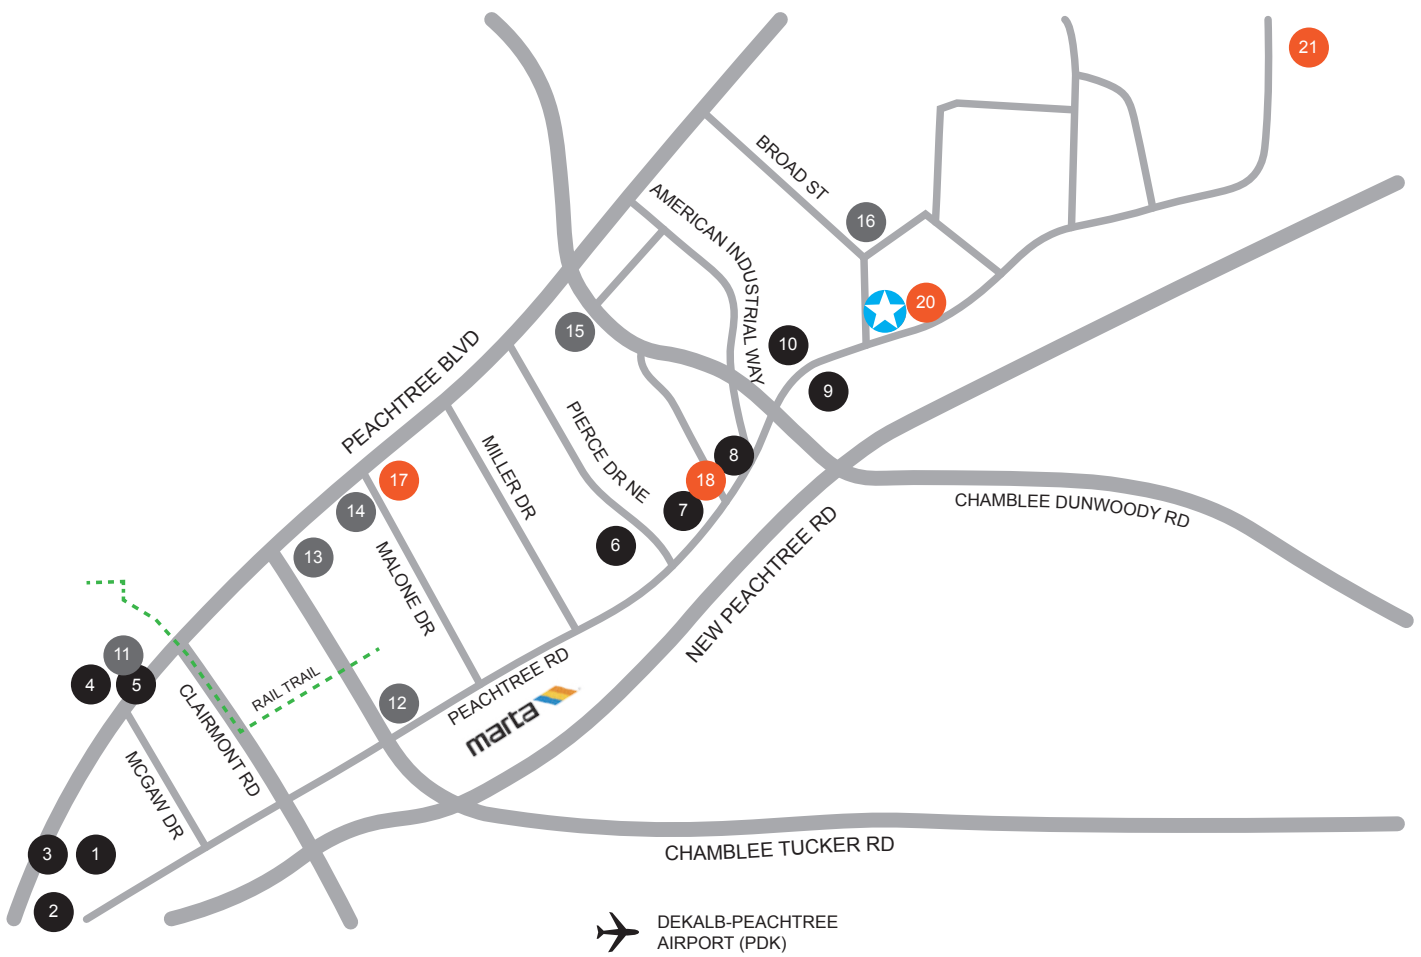 21
BROAD ST
AMERICAN INDUSTRIAL WAY
16
20
15
10
9
PEACHTREE BLVD
PIERCE DR NE
MILLER DR
8
18
7
17
14
13
6
MALONE DR
CHAMBLEE DUNWOODY RD
NEW PEACHTREE RD
11
4
5
RAIL TRAIL
CLAIRMONT RD
12
PEACHTREE RD
marta
MCGAW DR
3
1
2
CHAMBLEE TUCKER RD
DEKALB-PEACHTREE
AIRPORT (PDK)